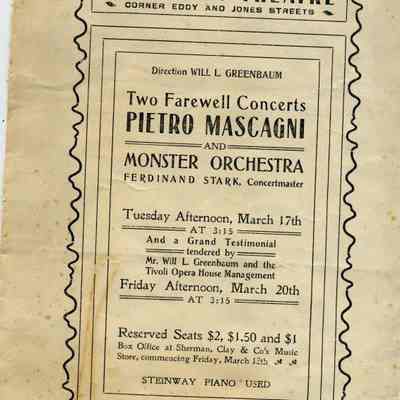 CORNER EDDY AND JONES STREETS
Direction WILL L. GREENBAUM
Two Farewell Concerts
PIETRO MASCAGNI
AND
MONSTER ORCHESTRA
FERDINAND STARK, Concertmaster
Tuesday Afternoon, March 17th
AT 3:15
And a Grand Testimonial
tendered by
Mr. Will L. Greenbaum and the
Tivoli Opera House Management
Friday Afternoon, March 20th
AT 3:15
Reserved Seats $2, $1.50 and $1
Box Office at Sherman, Clay & Co's Music
Store, commencing Friday, March 13th
STEINWAY PIANO USED